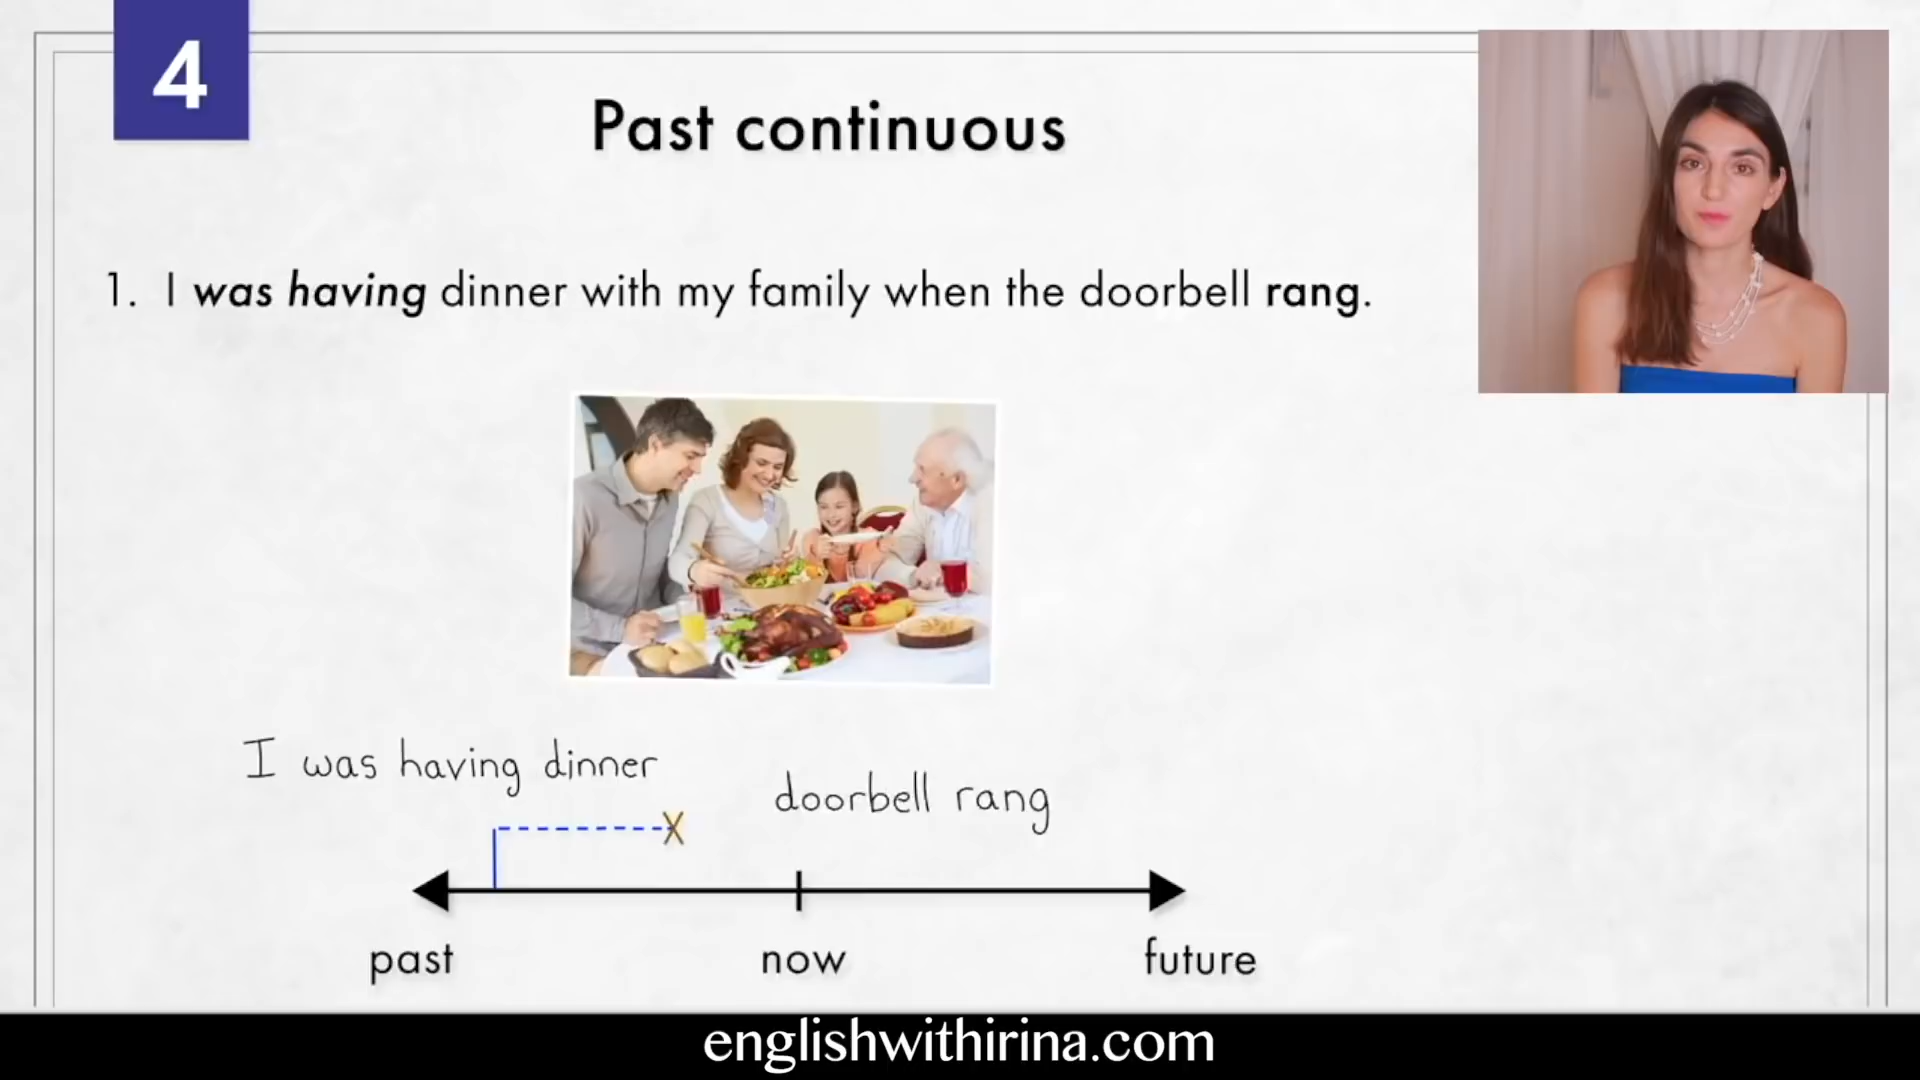 4
Past continuous
1. I was having dinner with my family when the doorbell rang.
I was having dinner
doorbell rang
X
past now future
englishwithirina.com